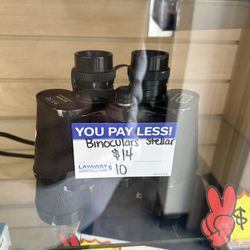 YOU PAY LESS!
Binoculars Stellar
$14
LAYAWAY
$10